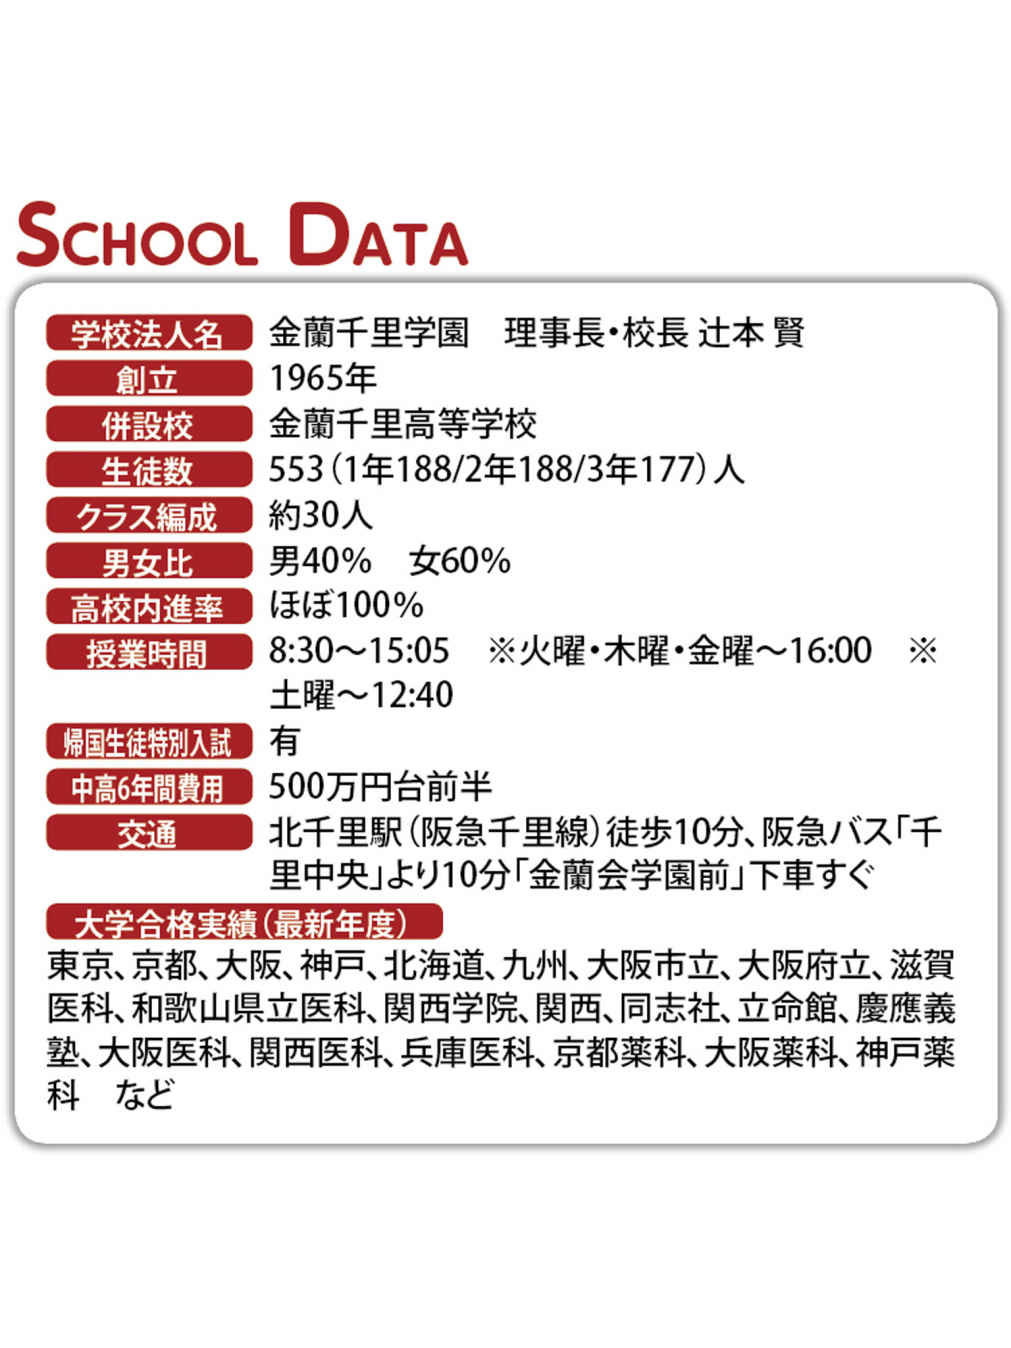 SCHOOL DATA
学校法人名 金蘭千里学園　理事長・校長 辻本 賢
創立 1965年
併設校 金蘭千里高等学校
生徒数 553（1年188/2年188/3年177）人
クラス編成 約30人
男女比 男40%　女60%
高校内進率 ほぼ100%
授業時間 8:30〜15:05　※火曜・木曜・金曜〜16:00　※
土曜〜12:40
帰国生徒特別入試 有
中高6年間費用 500万円台前半
交通 北千里駅（阪急千里線）徒歩10分、阪急バス「千
里中央」より10分「金蘭会学園前」下車すぐ
大学合格実績（最新年度）
東京、京都、大阪、神戸、北海道、九州、大阪市立、大阪府立、滋賀
医科、和歌山県立医科、関西学院、関西、同志社、立命館、慶應義
塾、大阪医科、関西医科、兵庫医科、京都薬科、大阪薬科、神戸薬
科　など